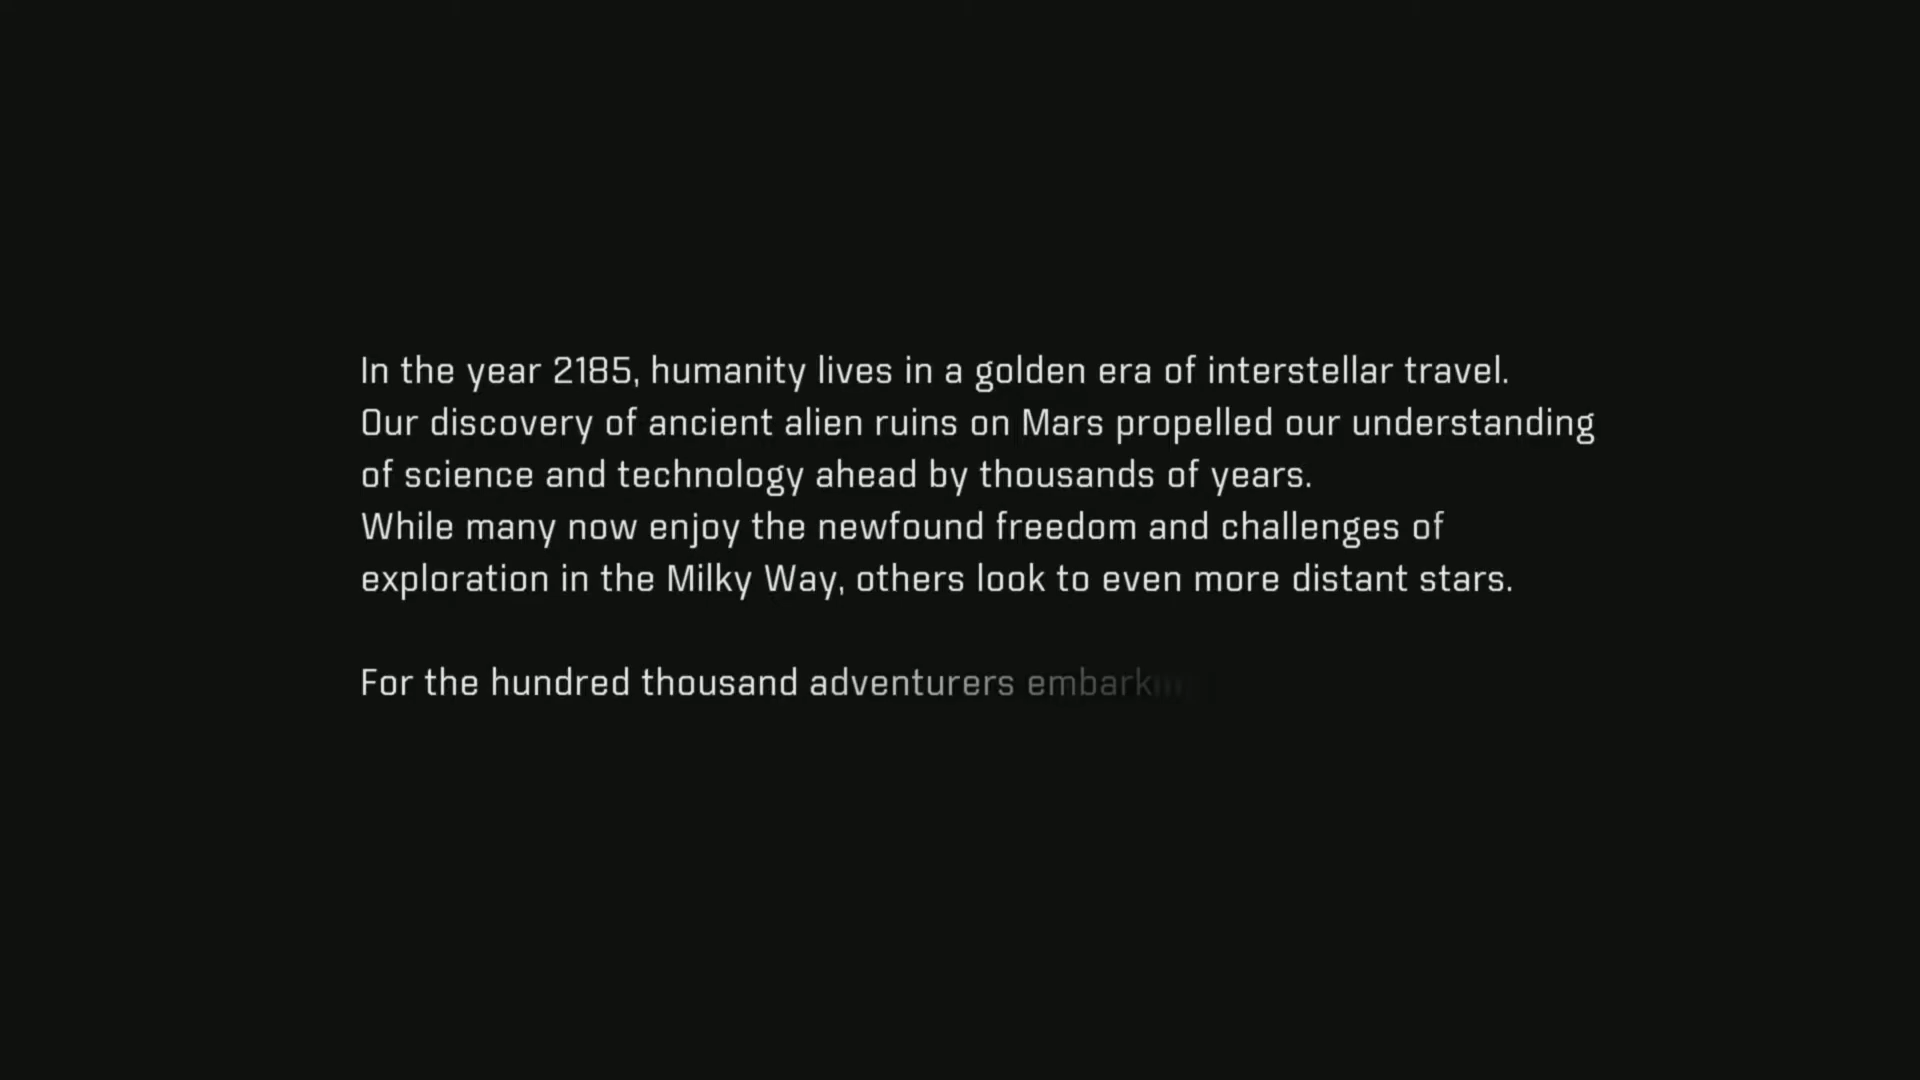 In the year 2185, humanity lives in a golden era of interstellar travel.
Our discovery of ancient alien ruins on Mars propelled our understanding
of science and technology ahead by thousands of years.
While many now enjoy the newfound freedom and challenges of
exploration in the Milky Way, others look to even more distant stars.
For the hundred thousand adventurers